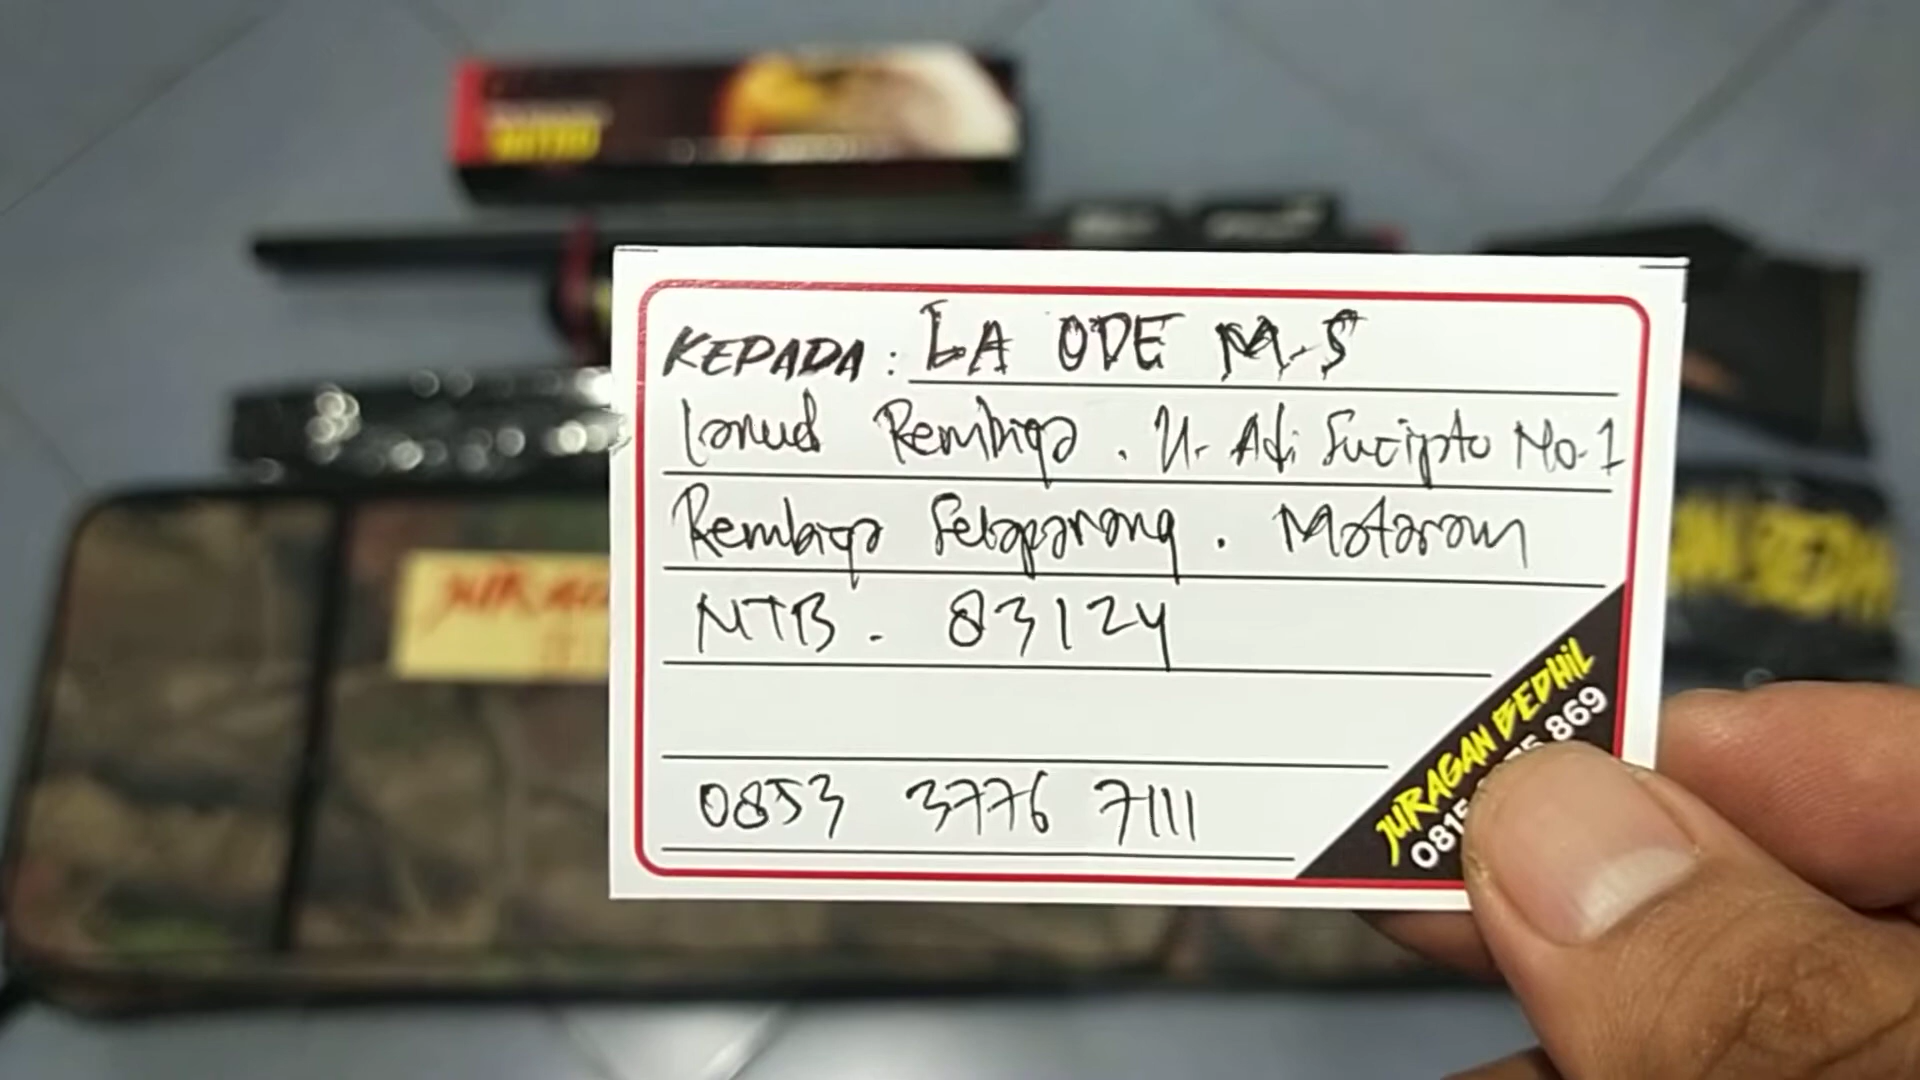 KEPADA : LA ODE M.S
Lanud Rembiga . Jl. Adi Sucipto No.1
Rembiga Selaparang . Mataram
NTB . 83124
0853 3776 7111
JURAGAN BEDHIL
869